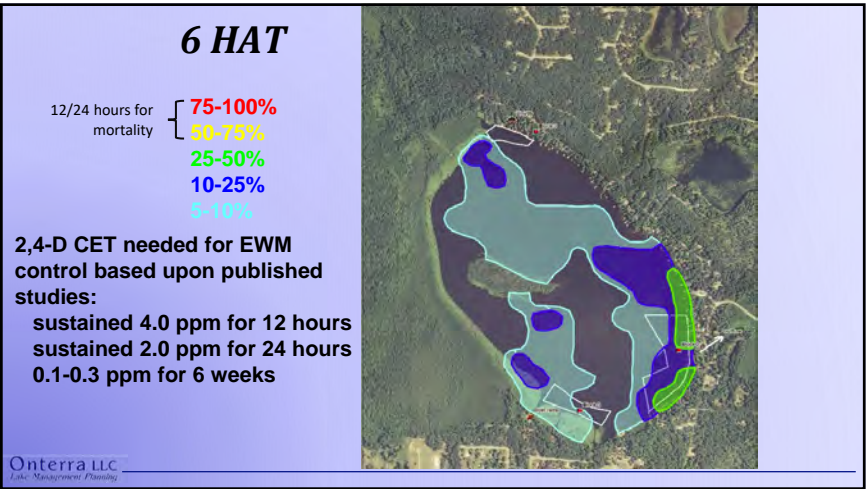 6 HAT
12/24 hours for
mortality
75-100%
50-75%
25-50%
10-25%
5-10%
2,4-D CET needed for EWM
control based upon published
studies:
sustained 4.0 ppm for 12 hours
sustained 2.0 ppm for 24 hours
0.1-0.3 ppm for 6 weeks
Onterra LLC
Lake Management Planning